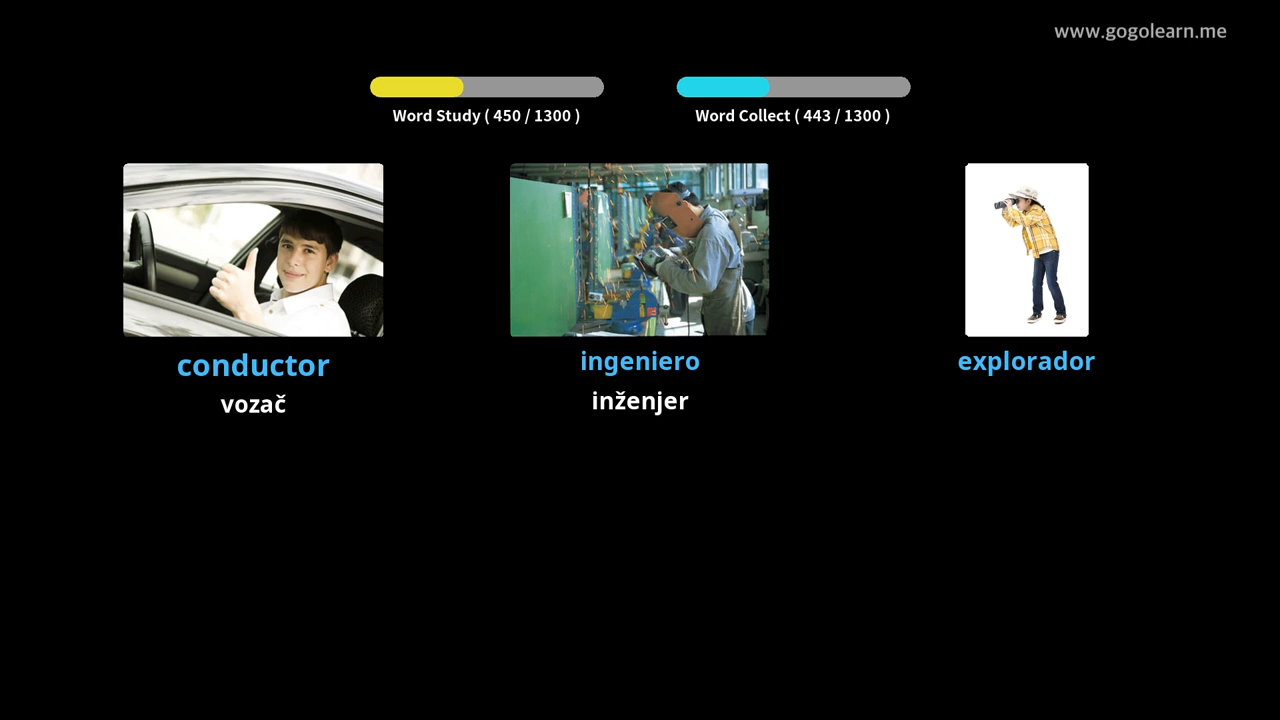 www.gogolearn.me
Word Study ( 450 / 1300 )
Word Collect ( 443 / 1300 )
conductor
vozač
ingeniero
inženjer
explorador